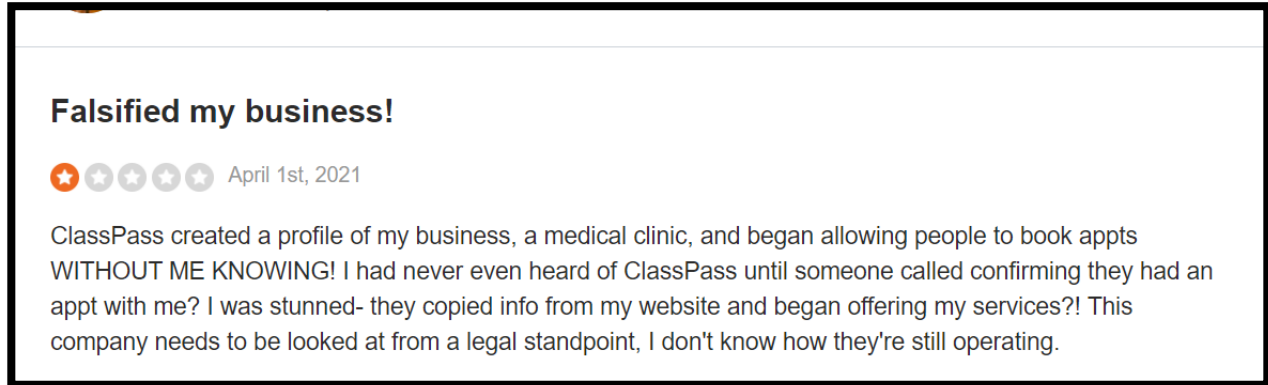 Falsified my business!
April 1st, 2021
ClassPass created a profile of my business, a medical clinic, and began allowing people to book appts
WITHOUT ME KNOWING! I had never even heard of ClassPass until someone called confirming they had an
appt with me? I was stunned- they copied info from my website and began offering my services?! This
company needs to be looked at from a legal standpoint, I don't know how they're still operating.